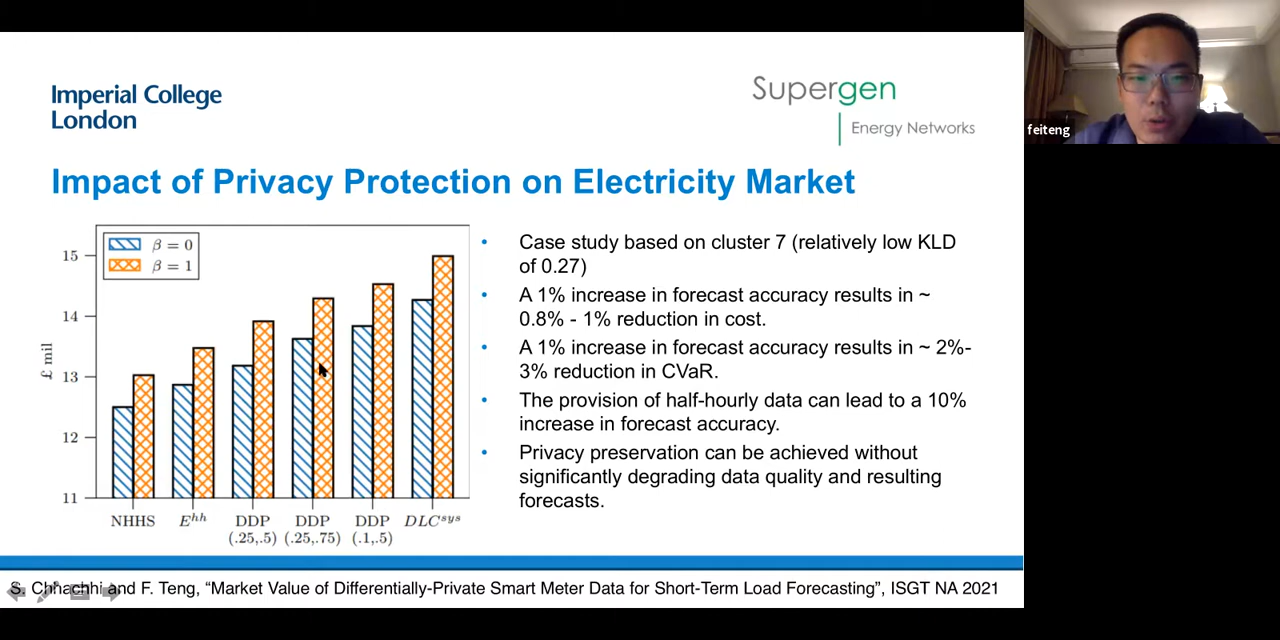 Imperial College
London
Supergen
Energy Networks
feiteng
Impact of Privacy Protection on Electricity Market
£ mil
15
14
13
12
11
β = 0
β = 1
NHHS
E^hh
DDP
(.25,.5)
DDP
(.25,.75)
DDP
(.1,.5)
DLC^sys
• Case study based on cluster 7 (relatively low KLD
of 0.27)
• A 1% increase in forecast accuracy results in ~
0.8% - 1% reduction in cost.
• A 1% increase in forecast accuracy results in ~ 2%-
3% reduction in CVaR.
• The provision of half-hourly data can lead to a 10%
increase in forecast accuracy.
• Privacy preservation can be achieved without
significantly degrading data quality and resulting
forecasts.
S. Chhachhi and F. Teng, “Market Value of Differentially-Private Smart Meter Data for Short-Term Load Forecasting”, ISGT NA 2021